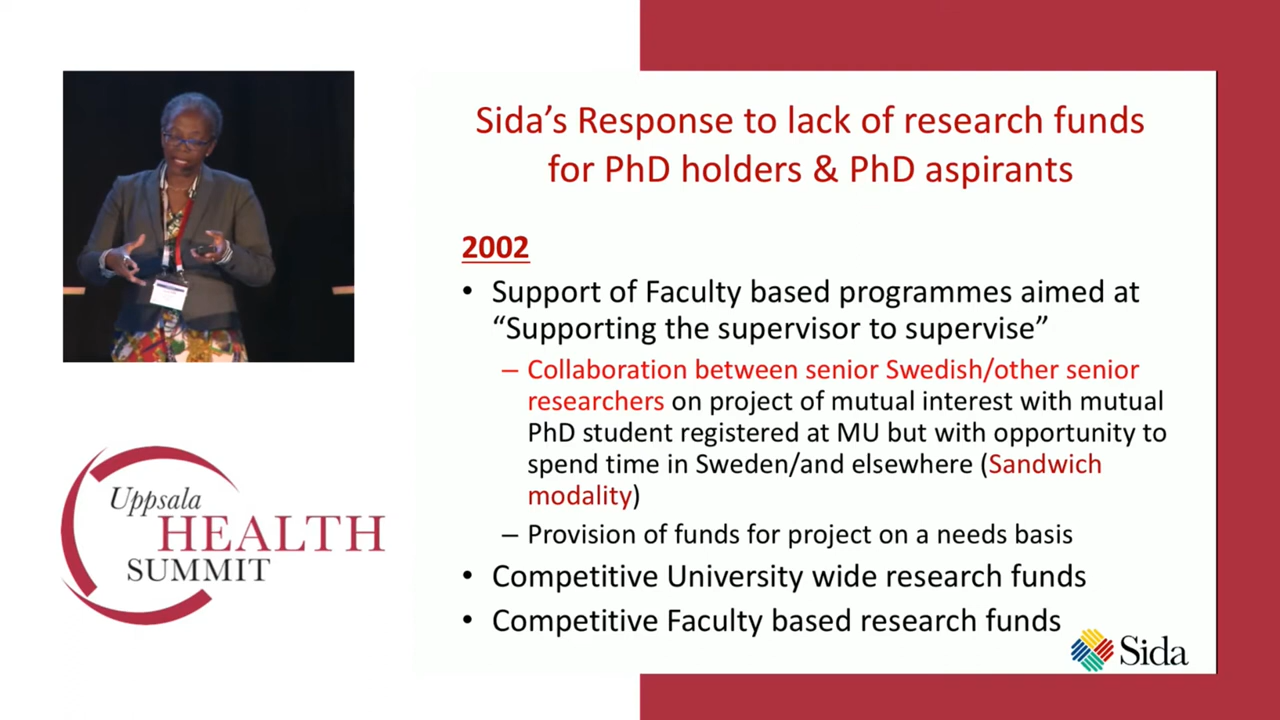 Sida’s Response to lack of research funds
for PhD holders & PhD aspirants
2002
• Support of Faculty based programmes aimed at
“Supporting the supervisor to supervise”
– Collaboration between senior Swedish/other senior
researchers on project of mutual interest with mutual
PhD student registered at MU but with opportunity to
spend time in Sweden/and elsewhere (Sandwich
modality)
– Provision of funds for project on a needs basis
• Competitive University wide research funds
• Competitive Faculty based research funds
Sida
Uppsala
HEALTH
SUMMIT